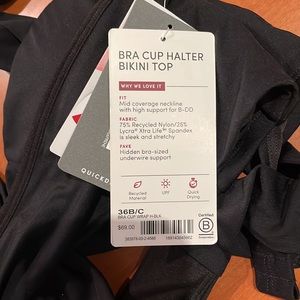 BRA CUP HALTER
BIKINI TOP
WHY WE LOVE IT
FIT
Mid coverage neckline
with high support for B-DD
FABRIC
75% Recycled Nylon/25%
Lycra® Xtra Life™ Spandex
is sleek and stretchy
FAVE
Hidden bra-sized
underwire support
Recycled
Material
UPF
Quick
Drying
36B/C
BRA CUP WRAP H-BLK
$69.00
Certified
B
Corporation
QUICKD